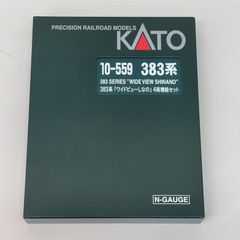 PRECISION RAILROAD MODELS
KATO
10-559 383系
383 SERIES "WIDE VIEW SHINANO"
383系「ワイドビューしなの」4両増結セット
N-GAUGE